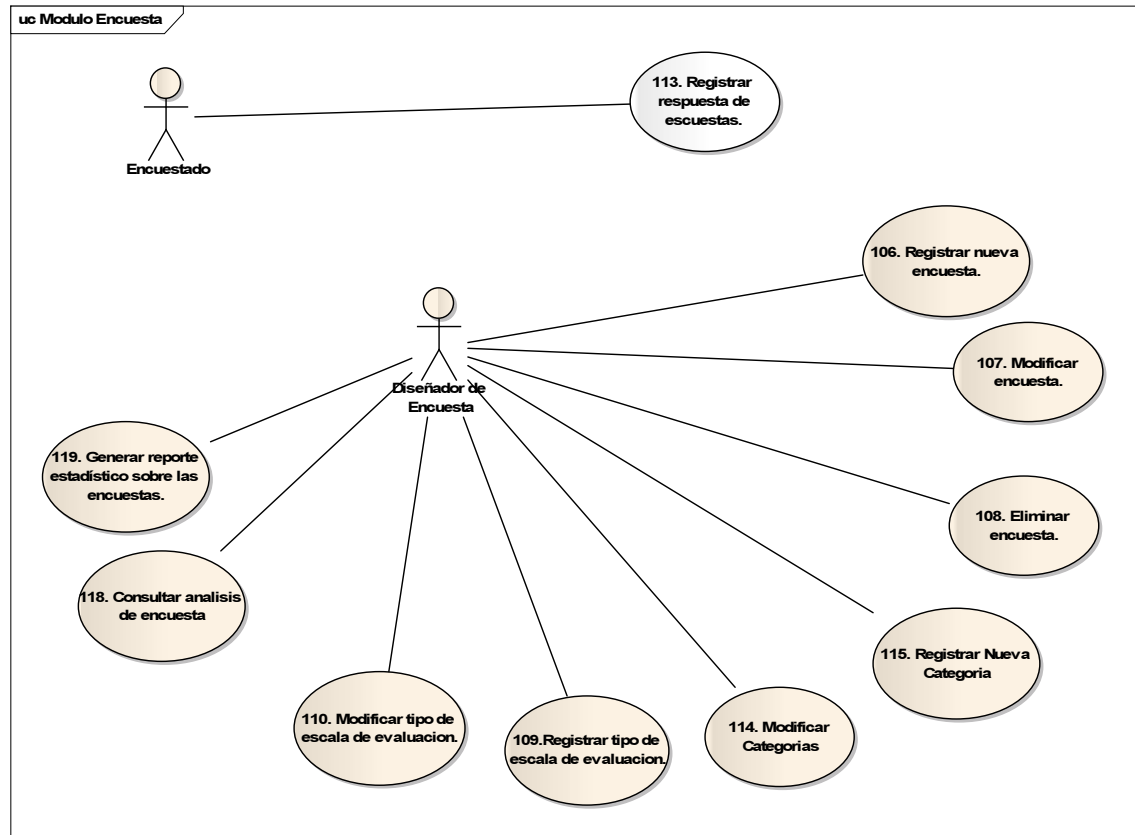 uc Modulo Encuesta
Encuestado
113. Registrar
respuesta de
escuestas.
106. Registrar nueva
encuesta.
107. Modificar
encuesta.
Diseñador de
Encuesta
119. Generar reporte
estadístico sobre las
encuestas.
108. Eliminar
encuesta.
118. Consultar analisis
de encuesta
115. Registrar Nueva
Categoria
110. Modificar tipo de
escala de evaluacion.
109.Registrar tipo de
escala de evaluacion.
114. Modificar
Categorias